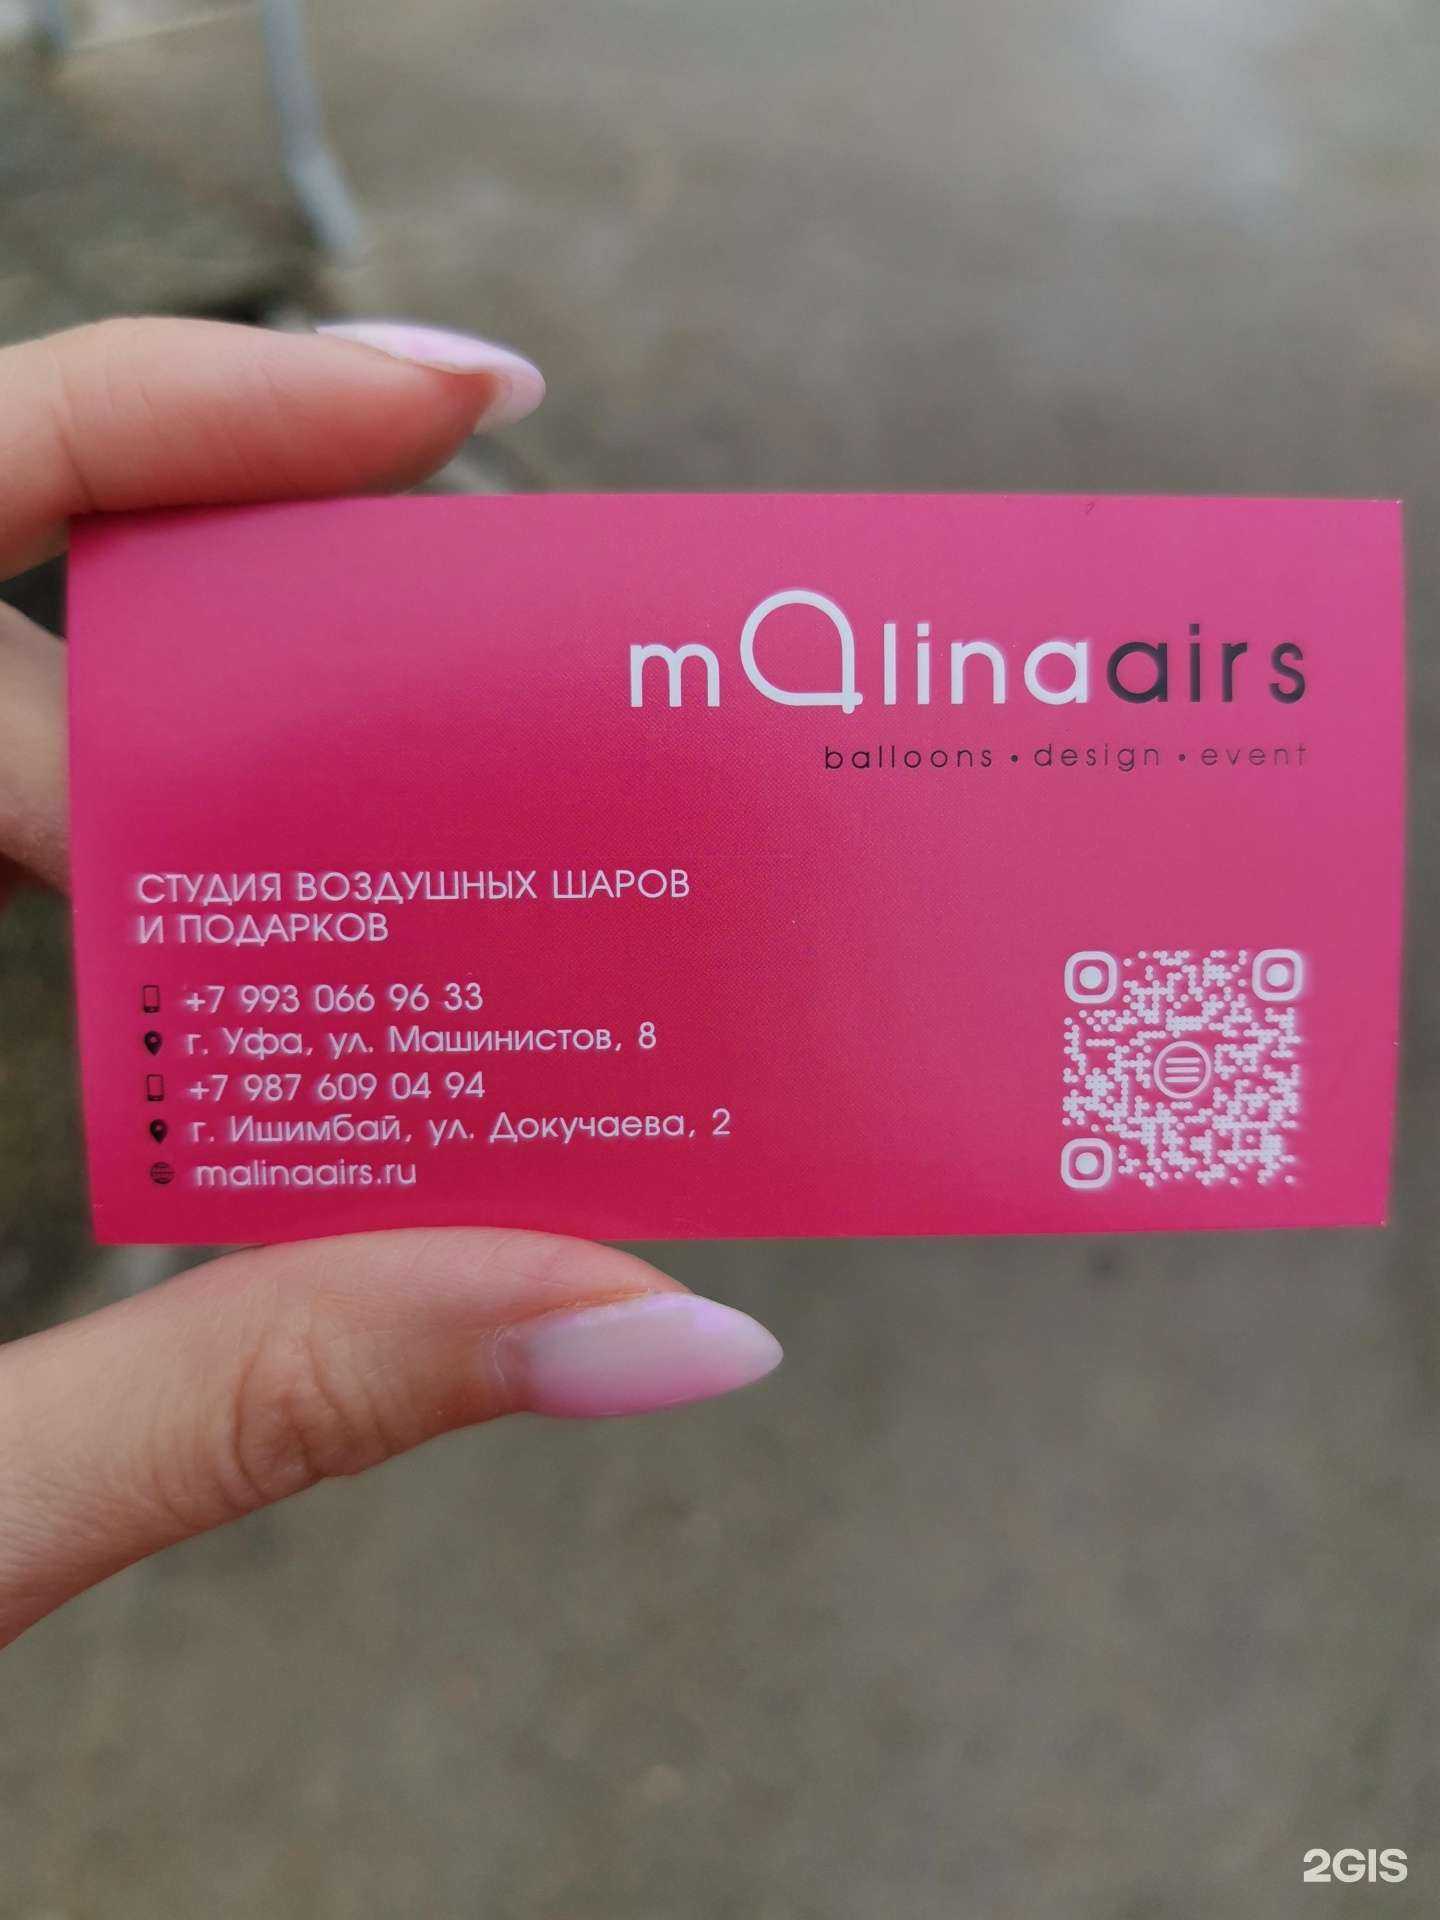 malinaairs
balloons • design • event
СТУДИЯ ВОЗДУШНЫХ ШАРОВ
И ПОДАРКОВ
+7 993 066 96 33
г. Уфа, ул. Машинистов, 8
+7 987 609 04 94
г. Ишимбай, ул. Докучаева, 2
malinaairs.ru
2GIS